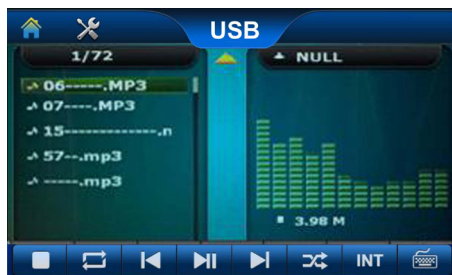 USB
1/72
NULL
06-----.MP3
07----.MP3
15-------------.n
57--.mp3
-----.mp3
3.98 M
INT